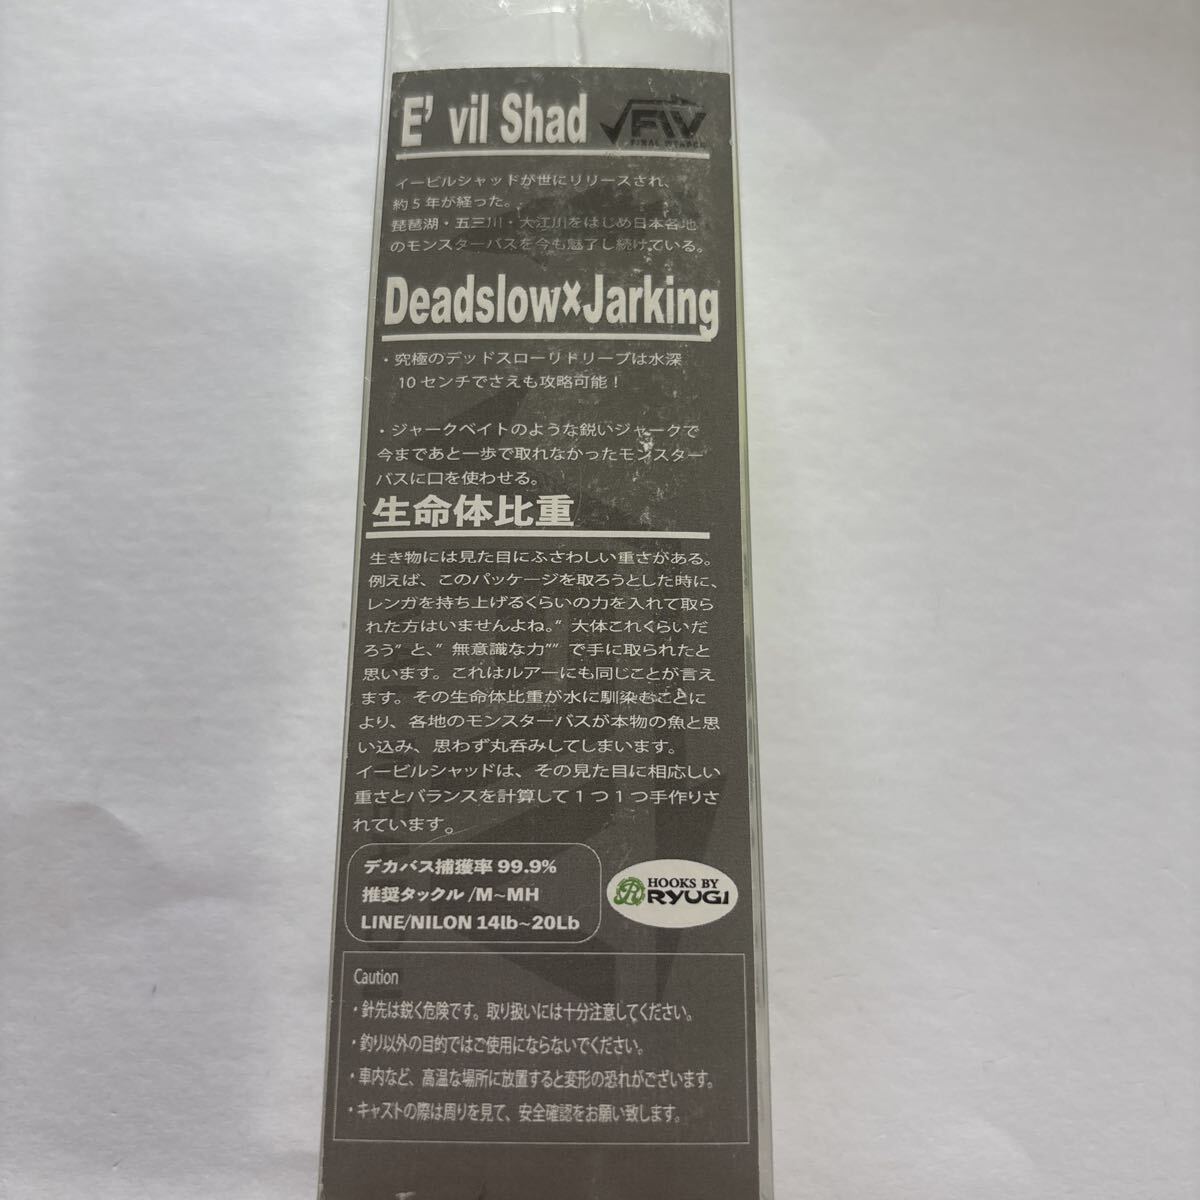 E' vil Shad
FW
FINAL WEAPON
イービルシャッドが世にリリースされ、
約５年が経った。
琵琶湖・五三川・大江川をはじめ日本各地
のモンスターバスを今も魅了し続けている。
Deadslow×Jarking
・究極のデッドスローリトリーブは水深
10 センチでさえも攻略可能！
・ジャークベイトのような鋭いジャークで
今まであと一歩で取れなかったモンスター
バスに口を使わせる。
生命体比重
生き物には見た目にふさわしい重さがある。
例えば、このパッケージを取ろうとした時に、
レンガを持ち上げるくらいの力を入れて取ら
れた方はいませんよね。” 大体これくらいだ
ろう” と、” 無意識な力”” で手に取られたと
思います。これはルアーにも同じことが言え
ます。その生命体比重が水に馴染むことに
より、各地のモンスターバスが本物の魚と思
い込み、思わず丸呑みしてしまいます。
イービルシャッドは、その見た目に相応しい
重さとバランスを計算して１つ１つ手作りさ
れています。
デカバス捕獲率 99.9%
推奨タックル /M~MH
LINE/NILON 14lb~20Lb
HOOKS BY
RYUGI
Caution
・針先は鋭く危険です。取り扱いには十分注意してください。
・釣り以外の目的ではご使用にならないでください。
・車内など、高温な場所に放置すると変形の恐れがございます。
・キャストの際は周りを見て、安全確認をお願い致します。